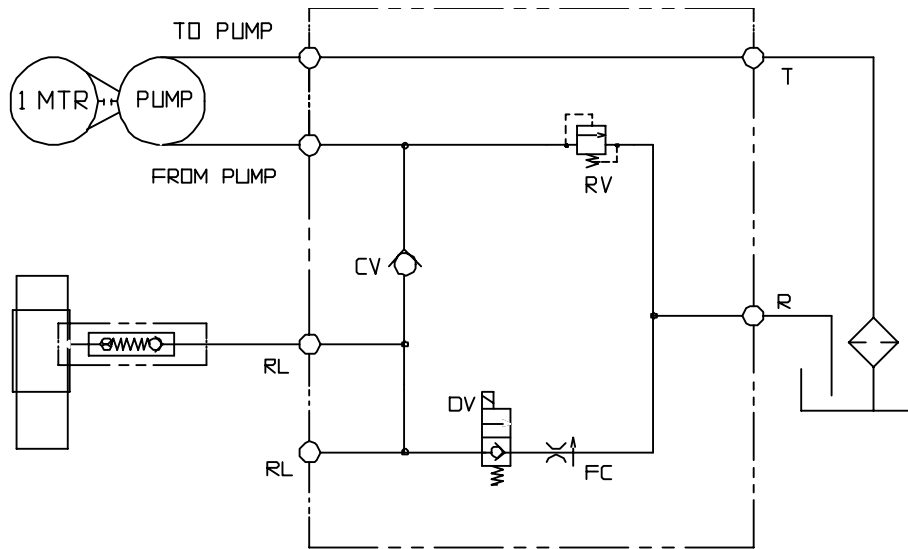 TO PUMP
1 MTR
PUMP
T
FROM PUMP
RV
CV
R
RL
DV
RL
FC